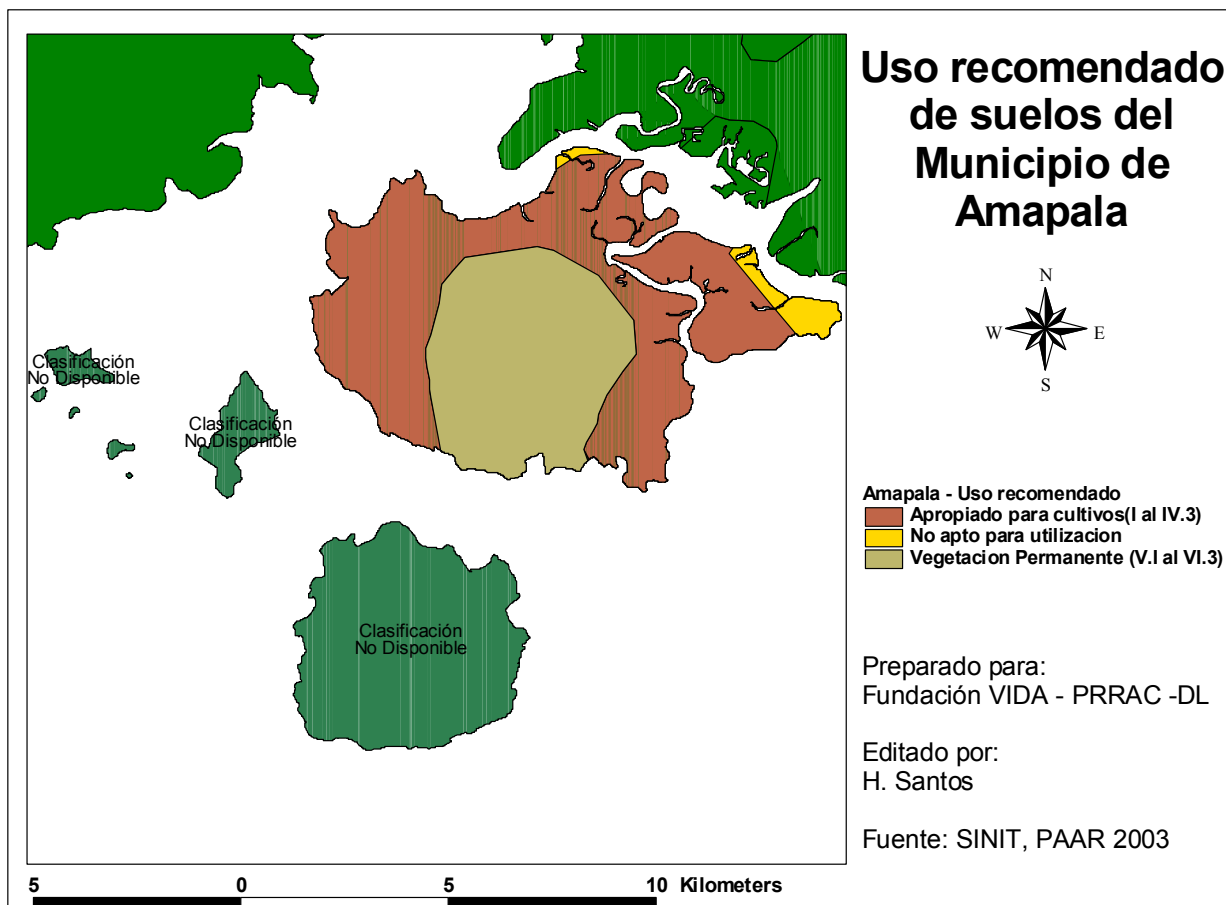 Uso recomendado
de suelos del
Municipio de
Amapala
N
W
E
S
Clasificación
No Disponible
Clasificación
No Disponible
Clasificación
No Disponible
Amapala - Uso recomendado
Apropiado para cultivos(I al IV.3)
No apto para utilizacion
Vegetacion Permanente (V.I al VI.3)
Preparado para:
Fundación VIDA - PRRAC -DL
Editado por:
H. Santos
Fuente: SINIT, PAAR 2003
5 0 5 10 Kilometers